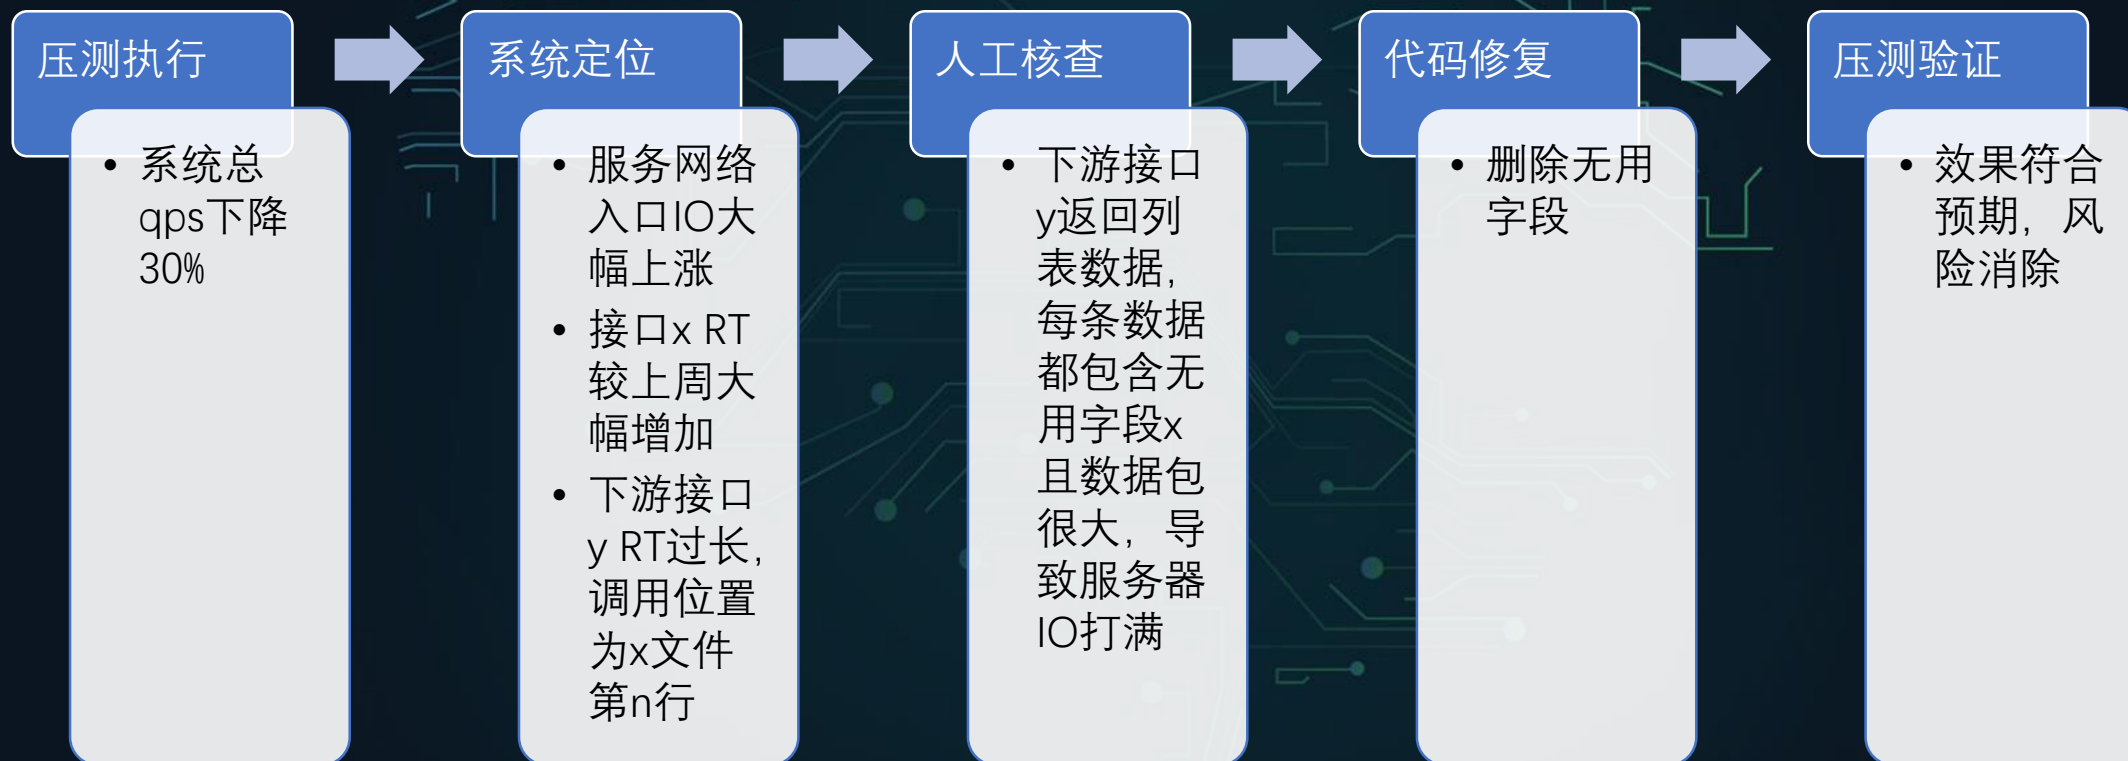 压测执行
• 系统总
qps下降
30%
系统定位
• 服务网络
入口IO大
幅上涨
• 接口x RT
较上周大
幅增加
• 下游接口
y RT过长,
调用位置
为x文件
第n行
人工核查
• 下游接口
y返回列
表数据,
每条数据
都包含无
用字段x
且数据包
很大，导
致服务器
IO打满
代码修复
• 删除无用
字段
压测验证
• 效果符合
预期，风
险消除